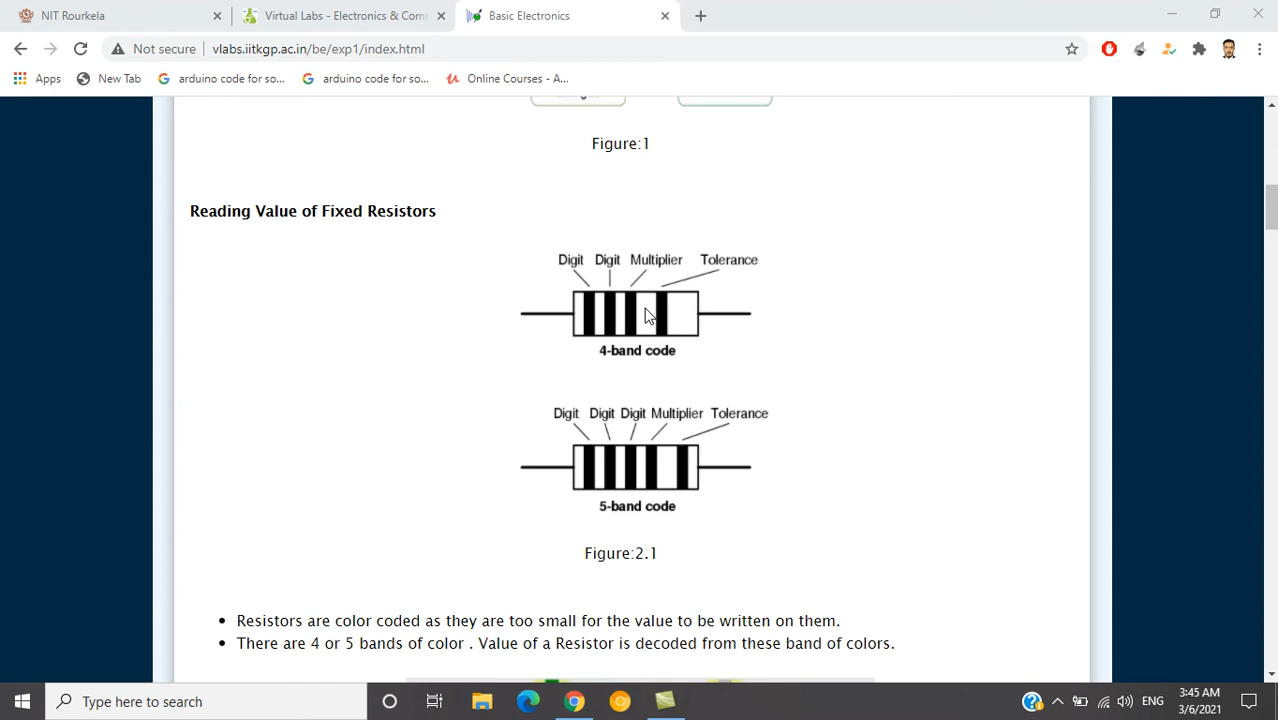 NIT Rourkela
Virtual Labs - Electronics & Comm
Basic Electronics
Not secure
vlabs.iitkgp.ac.in/be/exp1/index.html
Apps
New Tab
arduino code for so...
arduino code for so...
Online Courses - A...
Figure:1
Reading Value of Fixed Resistors
Digit Digit Multiplier Tolerance
4-band code
Digit Digit Digit Multiplier Tolerance
5-band code
Figure:2.1
• Resistors are color coded as they are too small for the value to be written on them.
• There are 4 or 5 bands of color . Value of a Resistor is decoded from these band of colors.
Type here to search
ENG
3:45 AM
3/6/2021